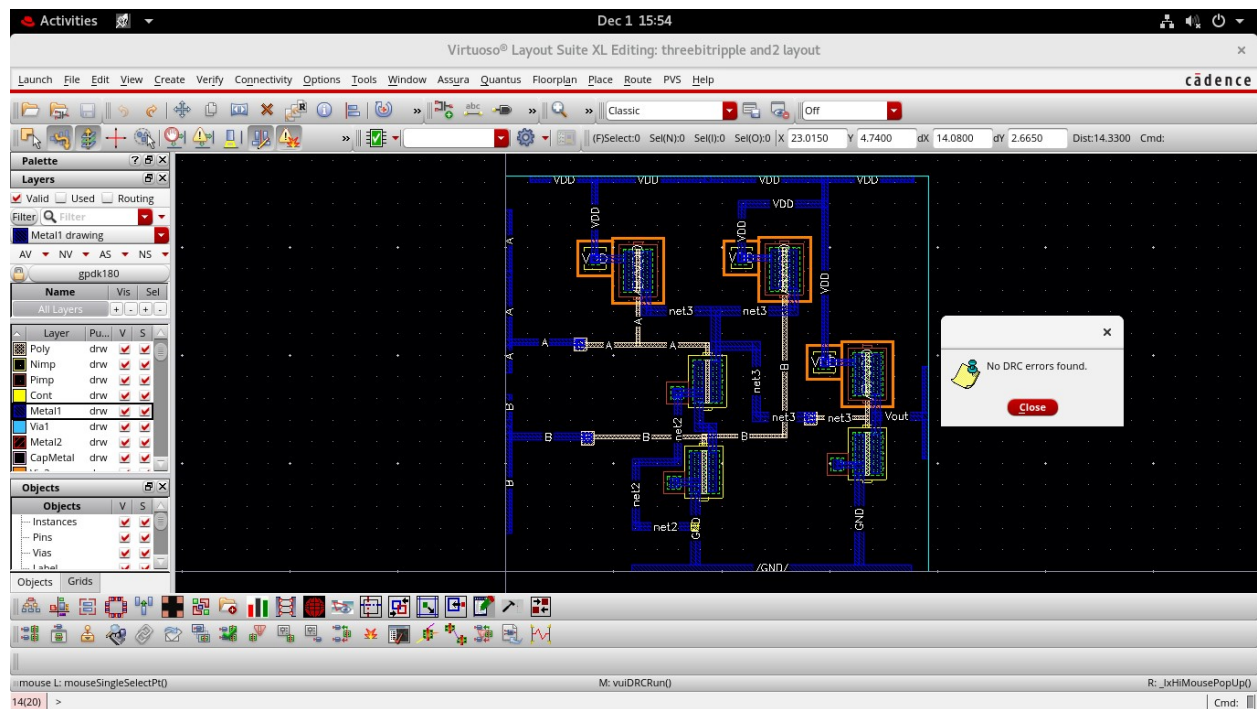 Activities
Dec 1 15:54
Virtuoso® Layout Suite XL Editing: threebitripple and2 layout
Launch File Edit View Create Verify Connectivity Options Tools Window Assura Quantus Floorplan Place Route PVS Help
cādence
» abc » Classic Off
» (F)Select:0 Sel(N):0 Sel(I):0 Sel(O):0 X 23.0150 Y 4.7400 dX 14.0800 dY 2.6650 Dist:14.3300 Cmd:
Palette
Layers
Valid Used Routing
Filter Filter
Metal1 drawing
AV NV AS NS
gpdk180
Name Vis Sel
All Layers + - + -
Layer Pu... V S
Poly drw
Nimp drw
Pimp drw
Cont drw
Metal1 drw
Via1 drw
Metal2 drw
CapMetal drw
Objects
Objects V S
Instances
Pins
Vias
Label
Objects Grids
VDD VDD VDD VDD
VDD
VDD
A
A
VDD
VDD
A
net3 net3
A
A A A
A
net3
B
B
net3 net3 Vout
B B B
net2
B
net2
net2
GND
GND
/GND/
No DRC errors found.
Close
mouse L: mouseSingleSelectPt()
M: vuiDRCRun()
R: _lxHiMousePopUp()
14(20) >
Cmd: